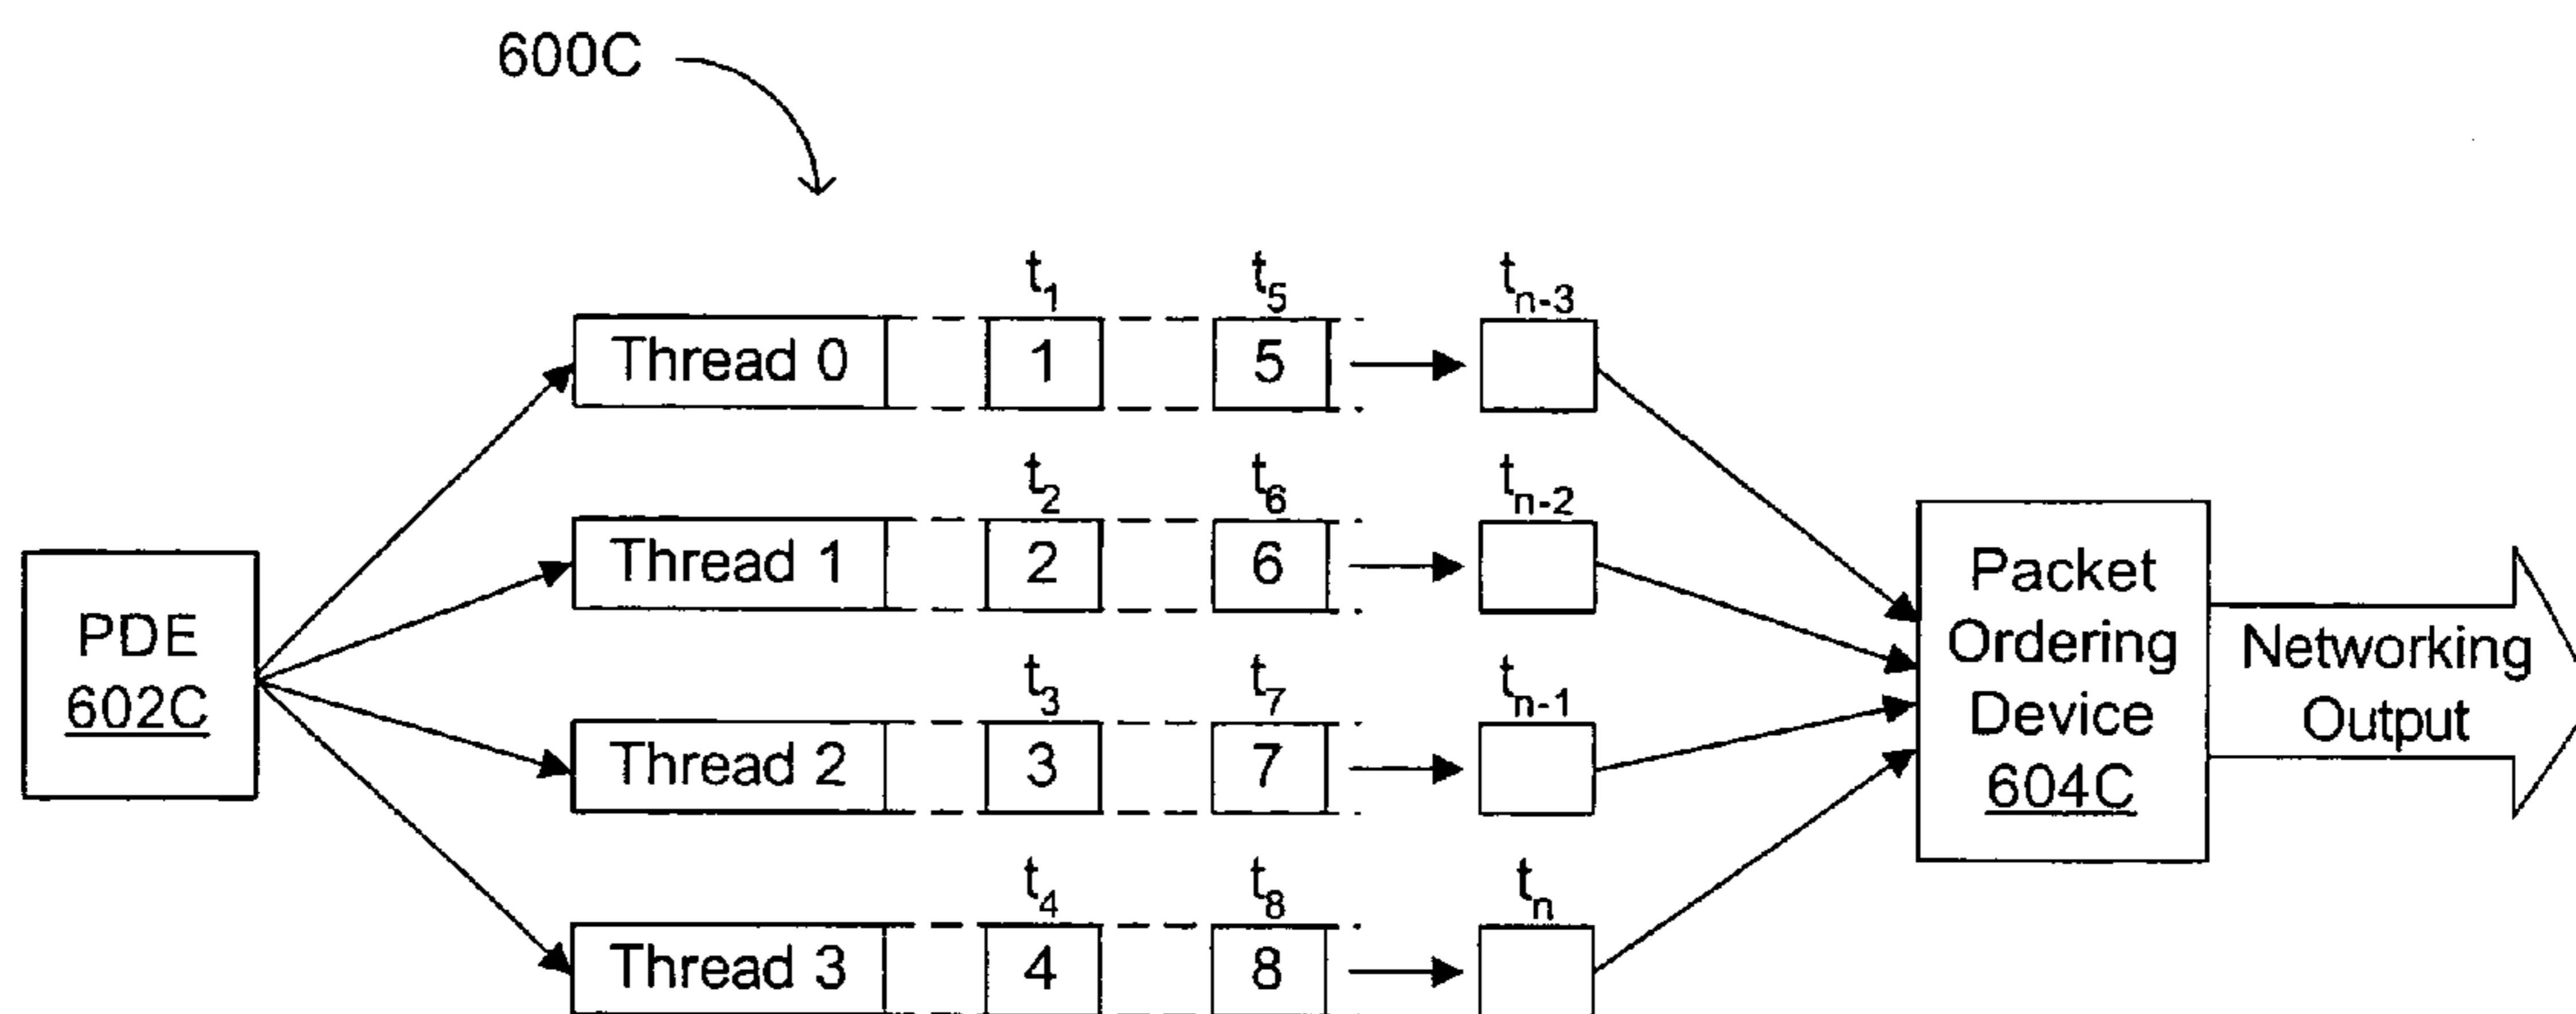 600C
t1 t5 tn-3
Thread 0 1 5
t2 t6 tn-2
Thread 1 2 6
t3 t7 tn-1
Thread 2 3 7
t4 t8 tn
Thread 3 4 8
PDE
602C
Packet
Ordering
Device
604C
Networking
Output